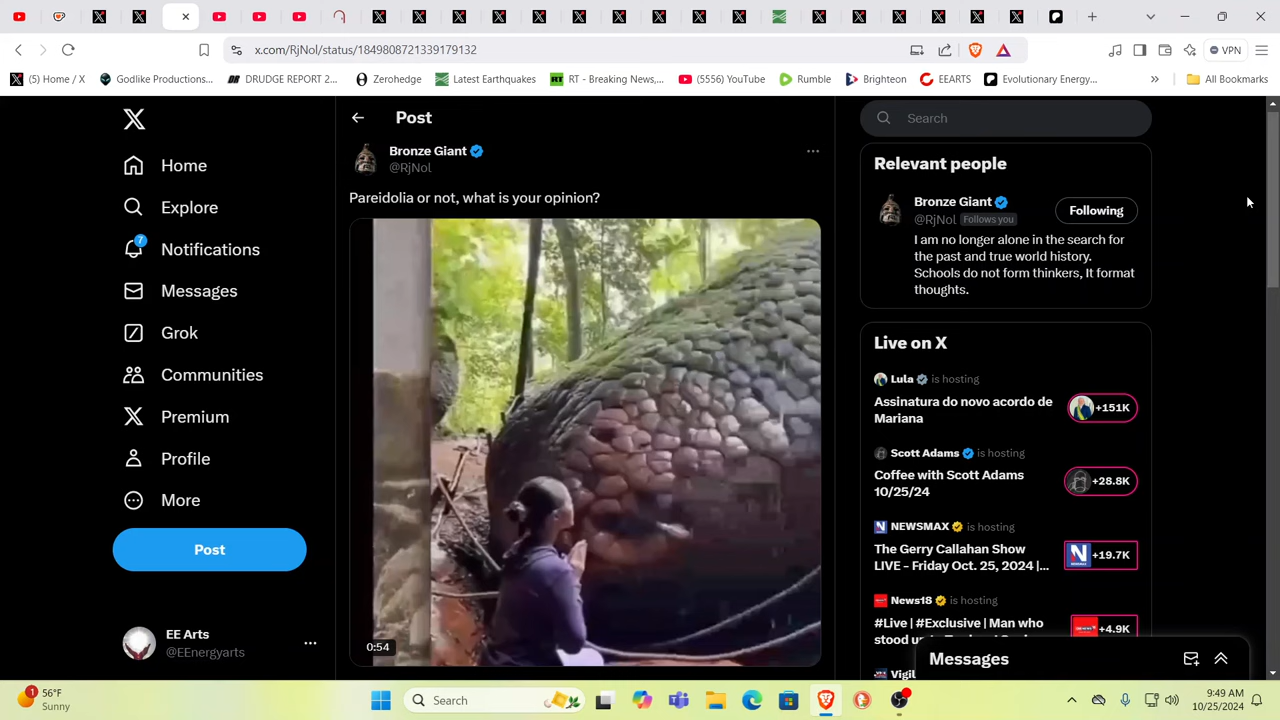 x.com/RjNol/status/1849808721339179132
VPN
(5) Home / X
Godlike Productions...
DRUDGE REPORT 2...
Zerohedge
Latest Earthquakes
RT - Breaking News,...
(5555) YouTube
Rumble
Brighteon
EEARTS
Evolutionary Energy...
»
All Bookmarks
Home
Explore
7
Notifications
Messages
Grok
Communities
Premium
Profile
More
Post
EE Arts
@EEnergyarts
Post
Bronze Giant
@RjNol
Pareidolia or not, what is your opinion?
0:54
Search
Relevant people
Bronze Giant
@RjNol Follows you
Following
I am no longer alone in the search for
the past and true world history.
Schools do not form thinkers, It format
thoughts.
Live on X
Lula is hosting
Assinatura do novo acordo de
Mariana
+151K
Scott Adams is hosting
Coffee with Scott Adams
10/25/24
+28.8K
NEWSMAX is hosting
The Gerry Callahan Show
LIVE - Friday Oct. 25, 2024 |...
+19.7K
News18 is hosting
#Live | #Exclusive | Man who
+4.9K
Vigil
Messages
1
56°F
Sunny
Search
9:49 AM
10/25/2024